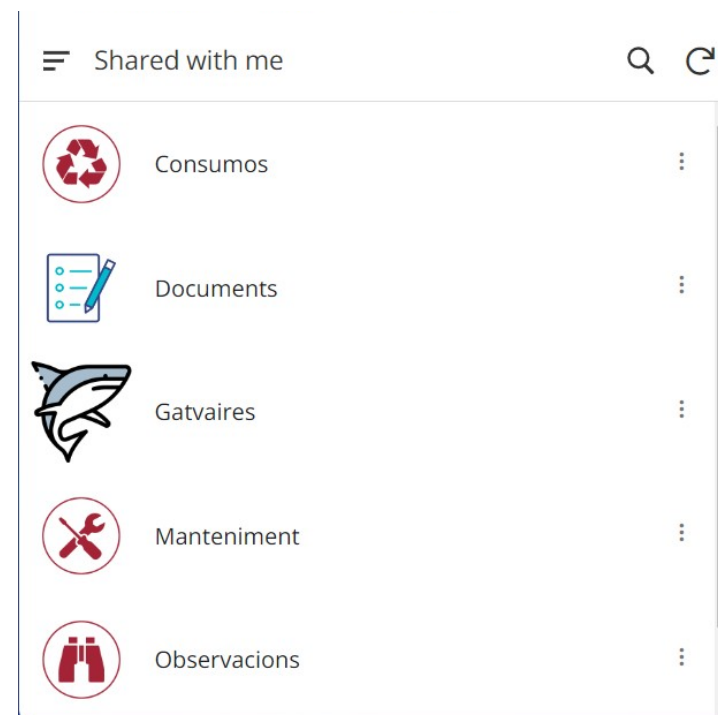 Shared with me
Consumos
Documents
Gatvaires
Manteniment
Observacions